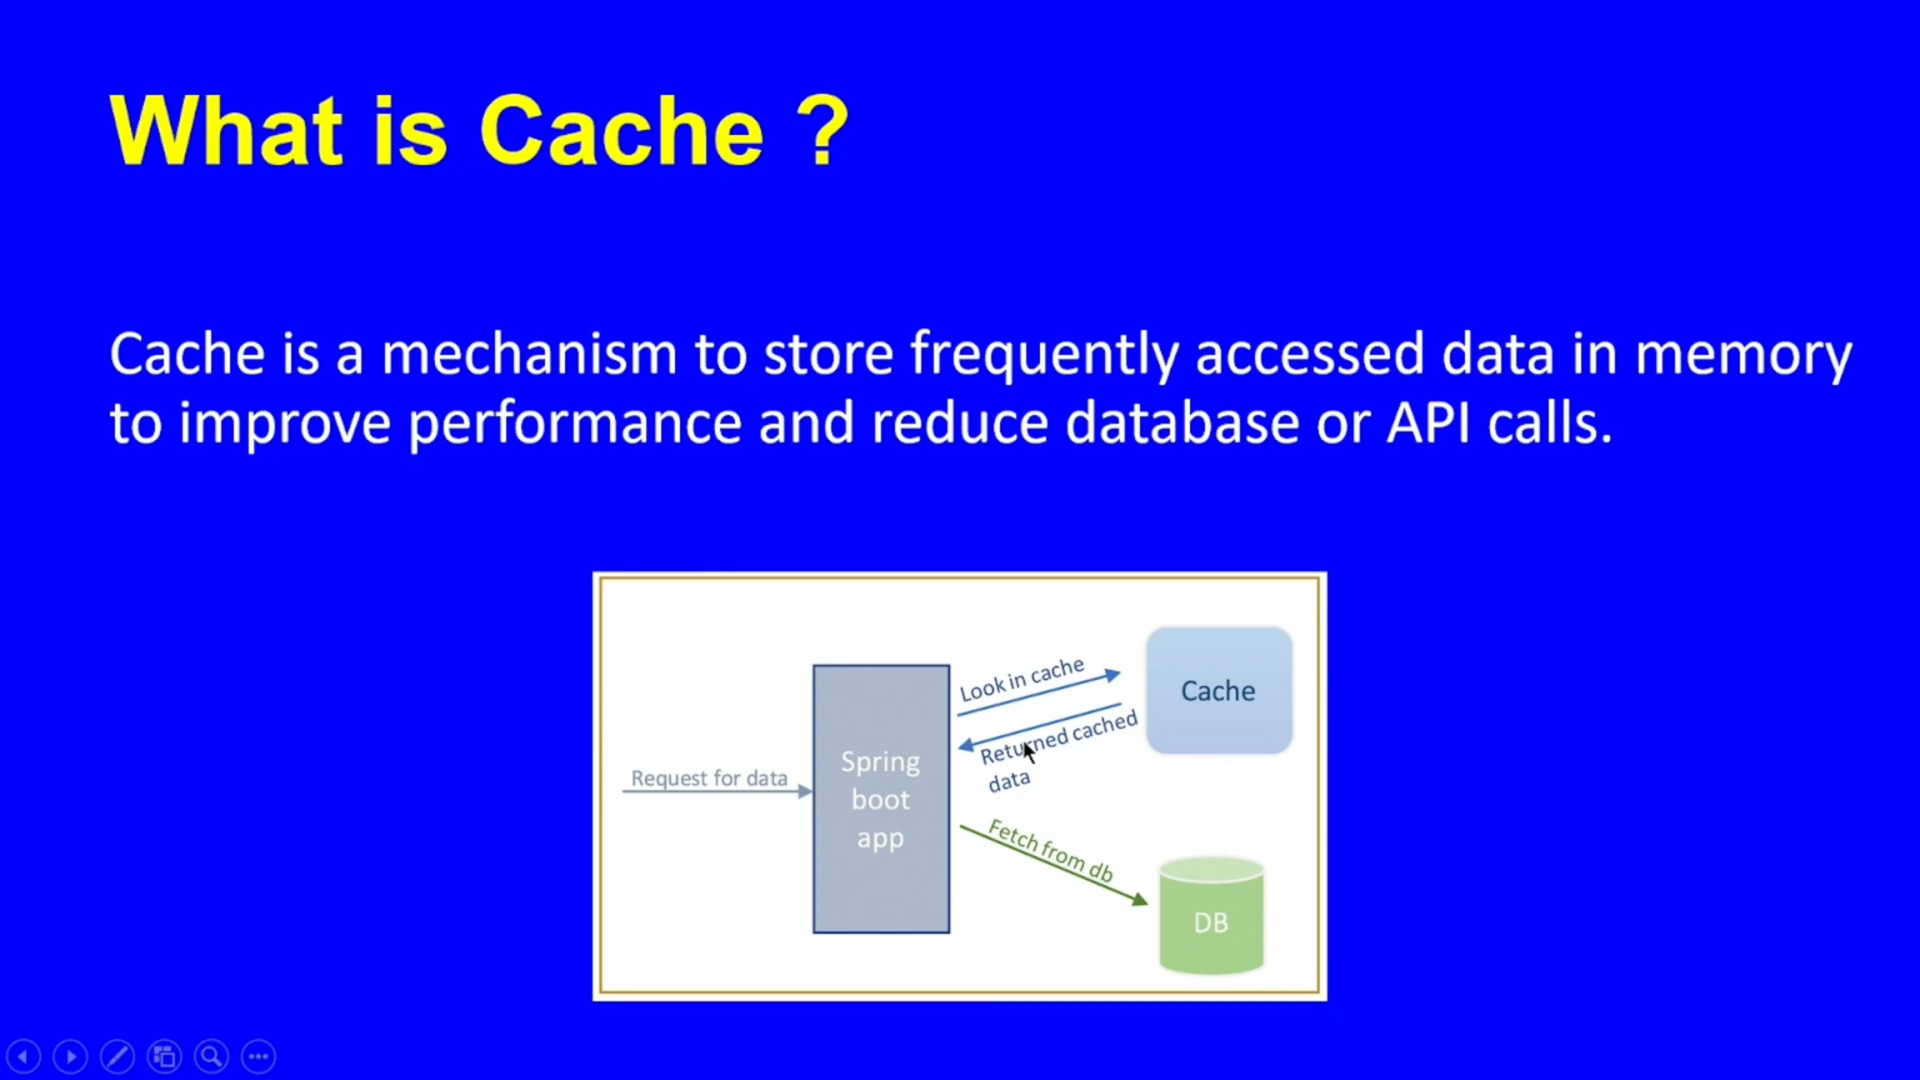 What is Cache ?
Cache is a mechanism to store frequently accessed data in memory
to improve performance and reduce database or API calls.
Request for data
Spring
boot
app
Look in cache
Returned cached
data
Fetch from db
Cache
DB